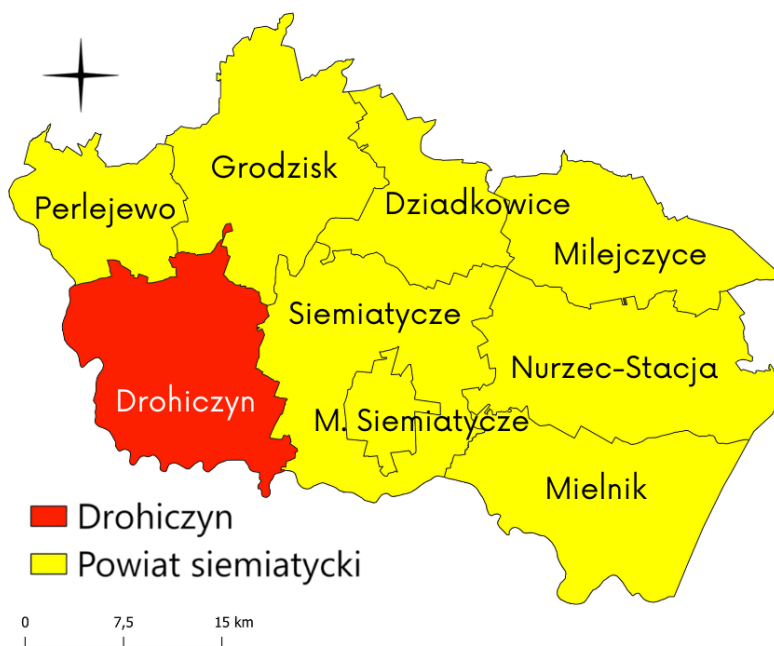 Grodzisk
Perlejewo
Dziadkowice
Milejczyce
Siemiatycze
Nurzec-Stacja
Drohiczyn
M. Siemiatycze
Mielnik
Drohiczyn
Powiat siemiatycki
0 7,5 15 km